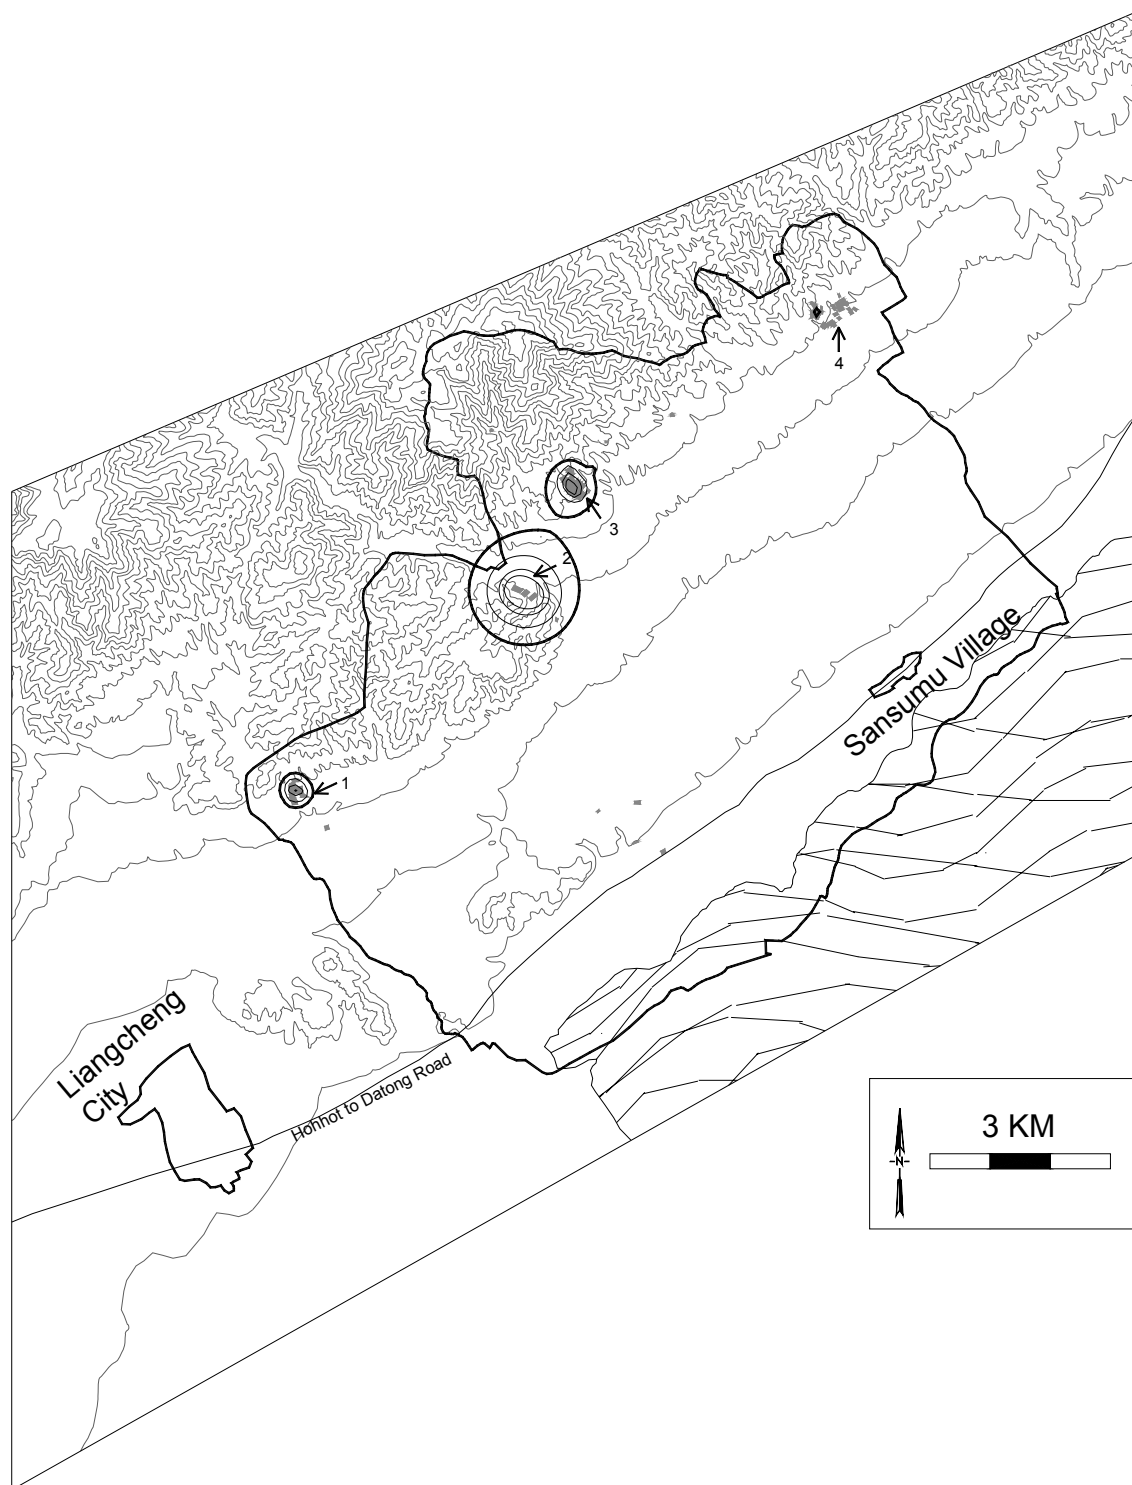 4
3
2
Sansumu Village
1
Liangcheng
City
Hohhot to Datong Road
3 KM
N